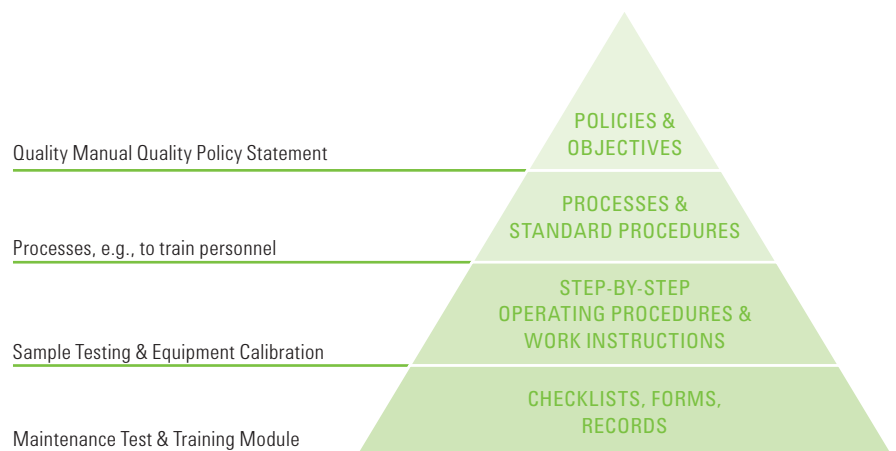 POLICIES &
OBJECTIVES
Quality Manual Quality Policy Statement
PROCESSES &
STANDARD PROCEDURES
Processes, e.g., to train personnel
STEP-BY-STEP
OPERATING PROCEDURES &
WORK INSTRUCTIONS
Sample Testing & Equipment Calibration
CHECKLISTS, FORMS,
RECORDS
Maintenance Test & Training Module